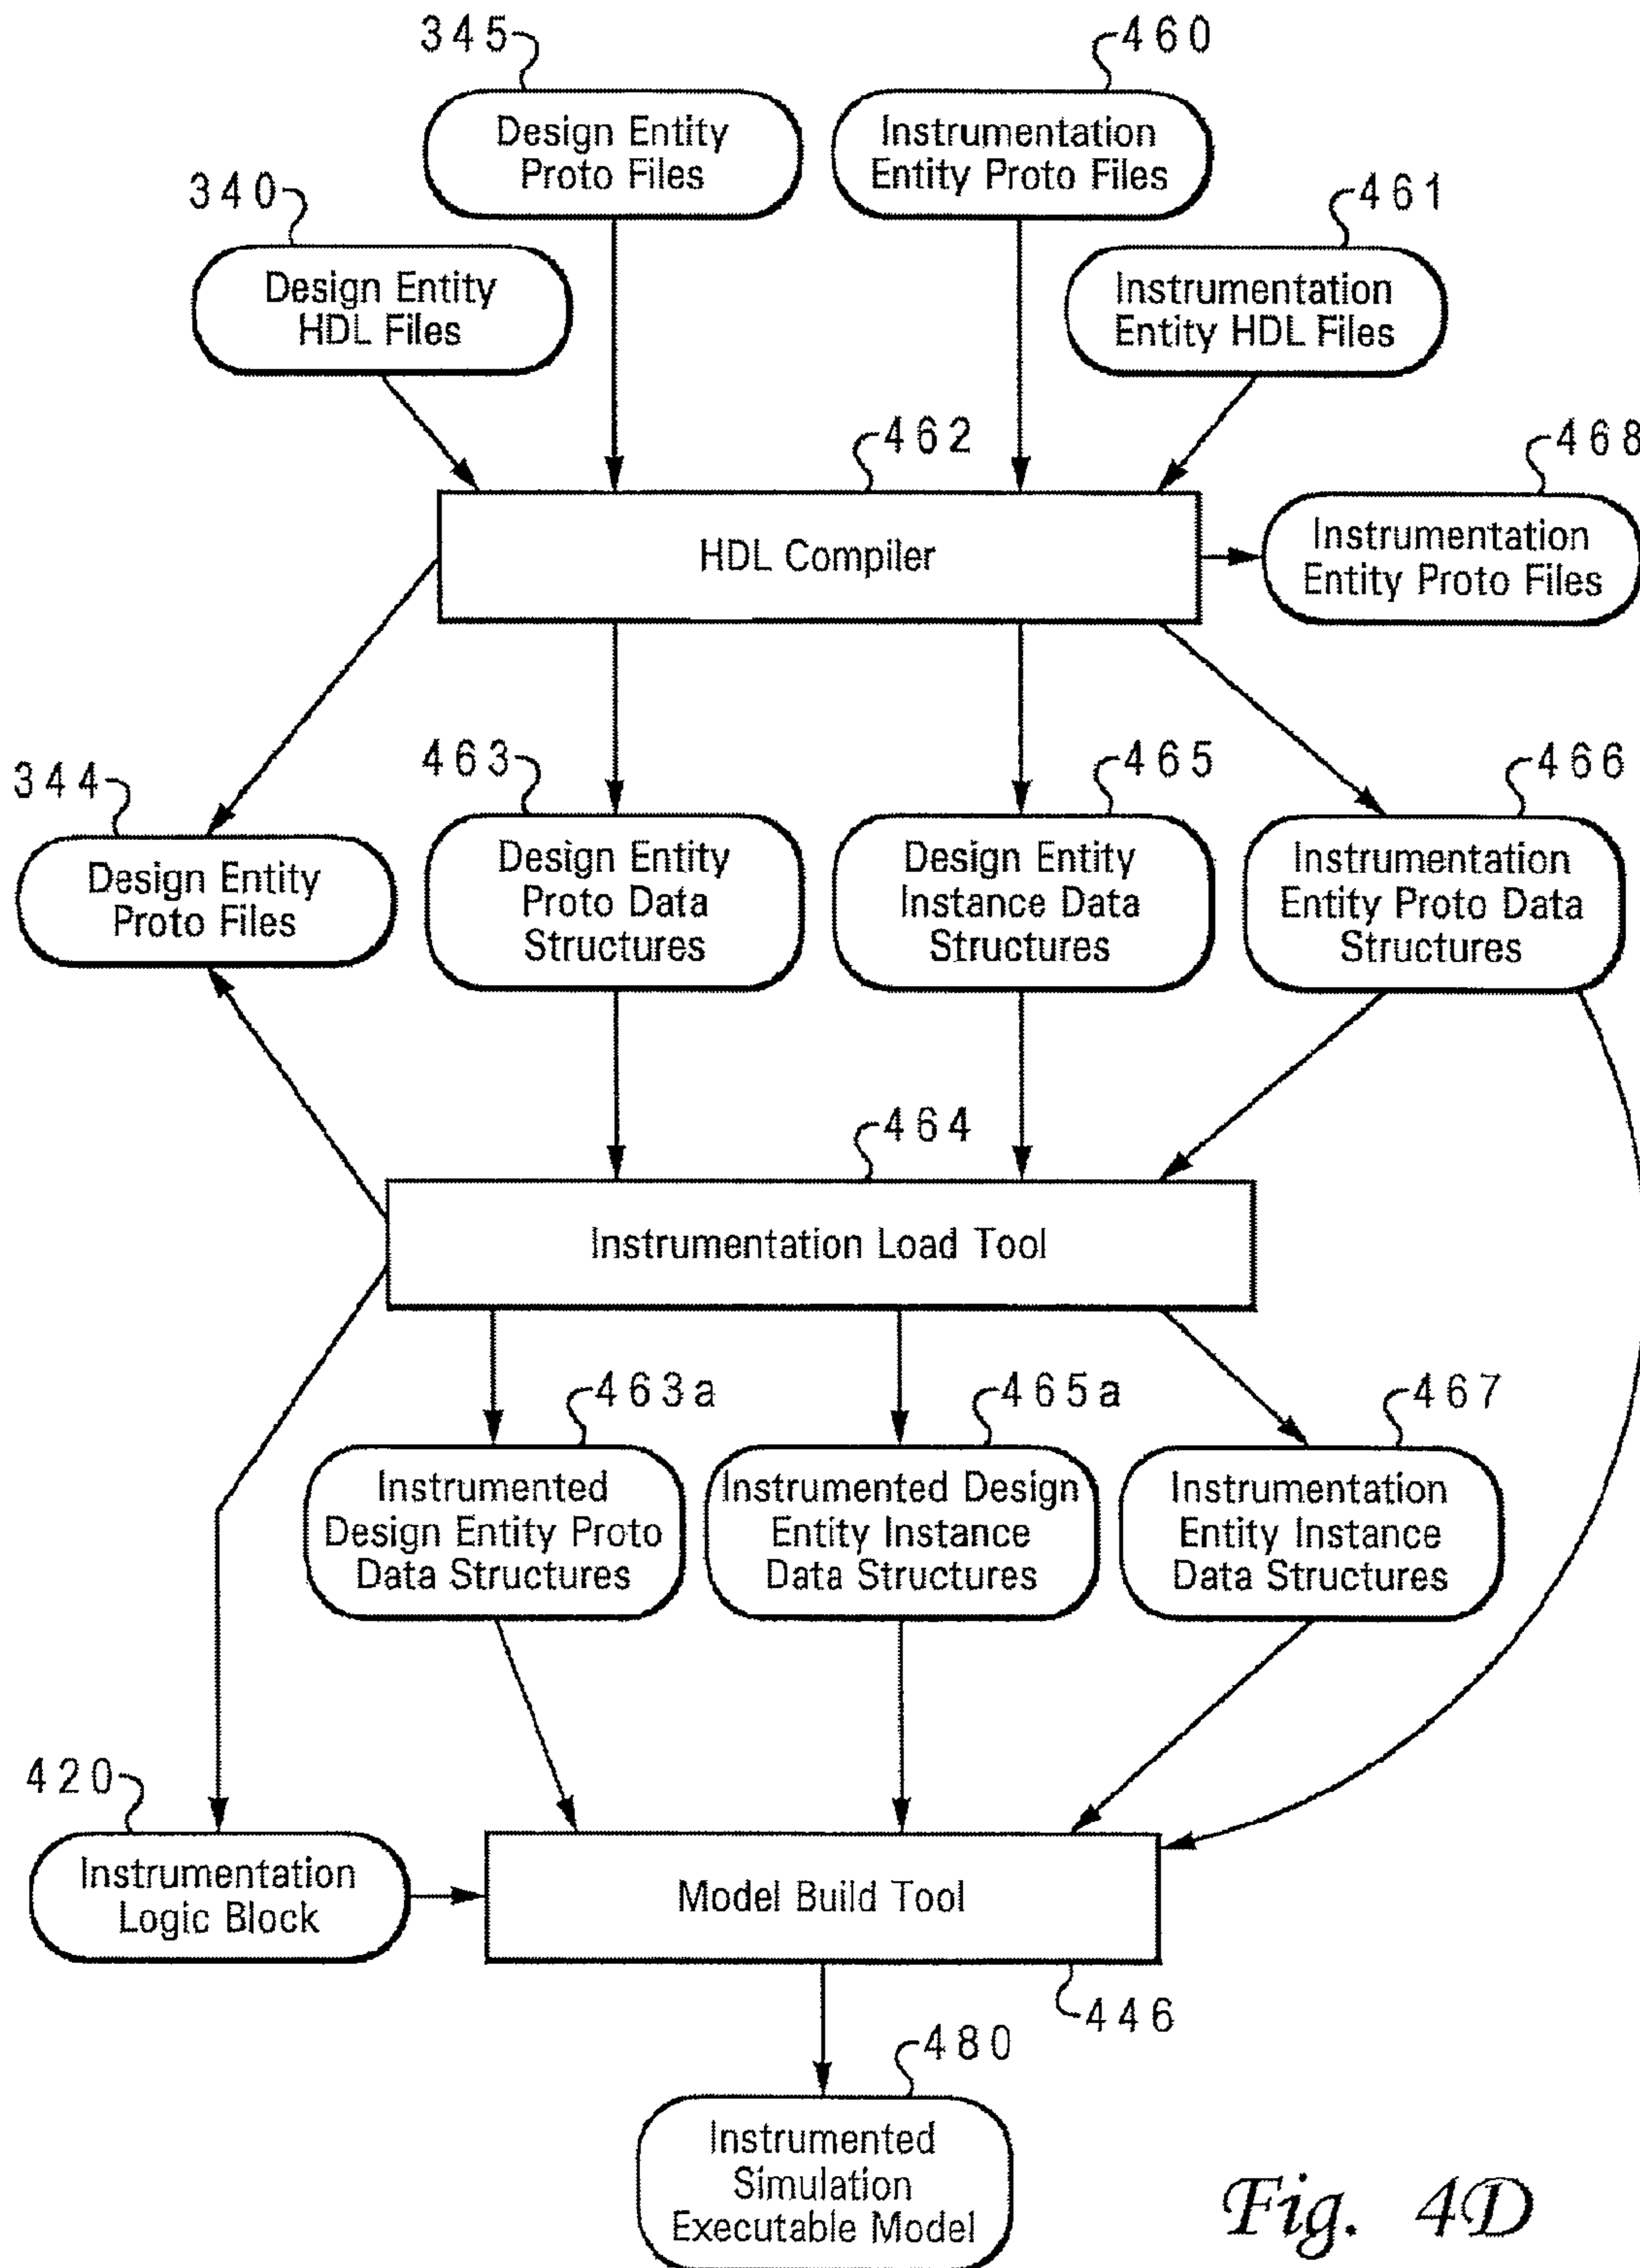 345
460
Design Entity
Proto Files
Instrumentation
Entity Proto Files
340
461
Design Entity
HDL Files
Instrumentation
Entity HDL Files
462
468
HDL Compiler
Instrumentation
Entity Proto Files
344
463
465
466
Design Entity
Proto Files
Design Entity
Proto Data
Structures
Design Entity
Instance Data
Structures
Instrumentation
Entity Proto Data
Structures
464
Instrumentation Load Tool
463a
465a
467
Instrumented
Design Entity Proto
Data Structures
Instrumented Design
Entity Instance
Data Structures
Instrumentation
Entity Instance
Data Structures
420
Instrumentation
Logic Block
Model Build Tool
446
480
Instrumented
Simulation
Executable Model
Fig. 4D